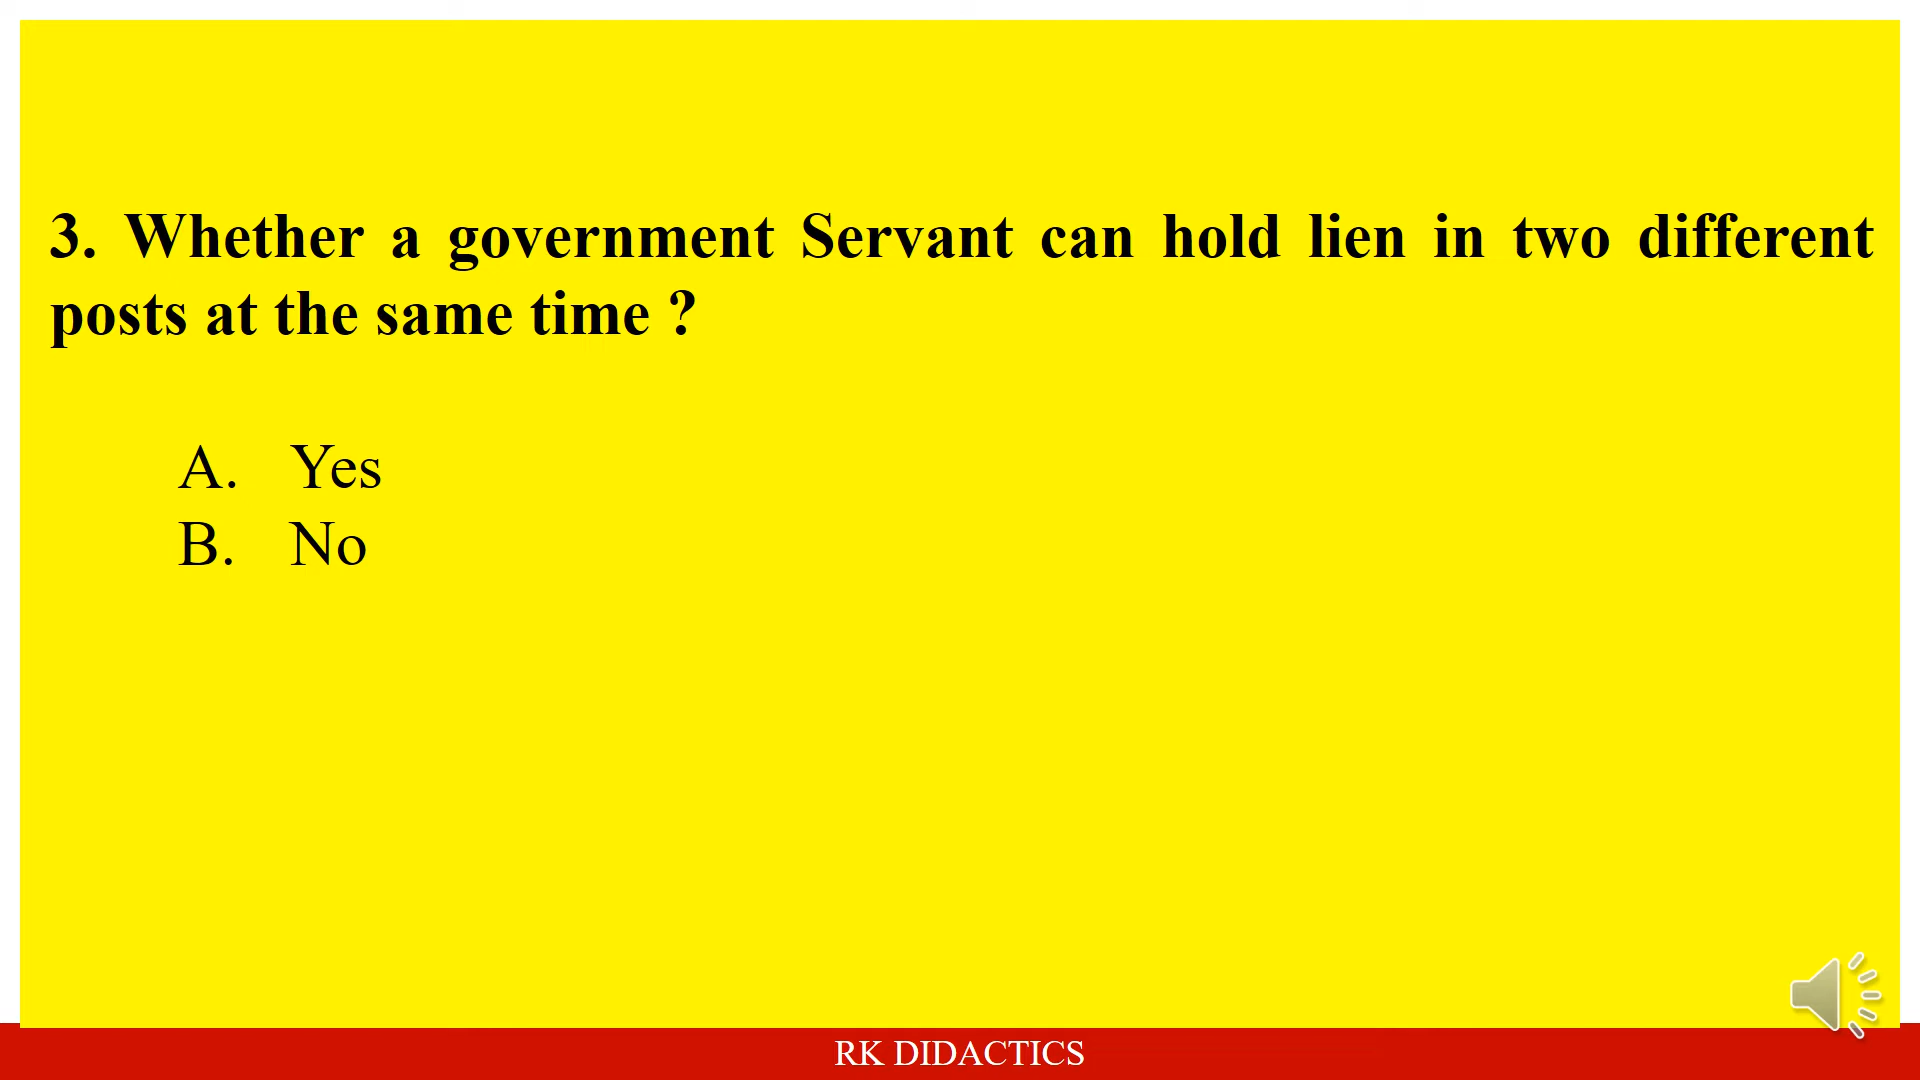 3. Whether a government Servant can hold lien in two different
posts at the same time ?
A. Yes
B. No
RK DIDACTICS